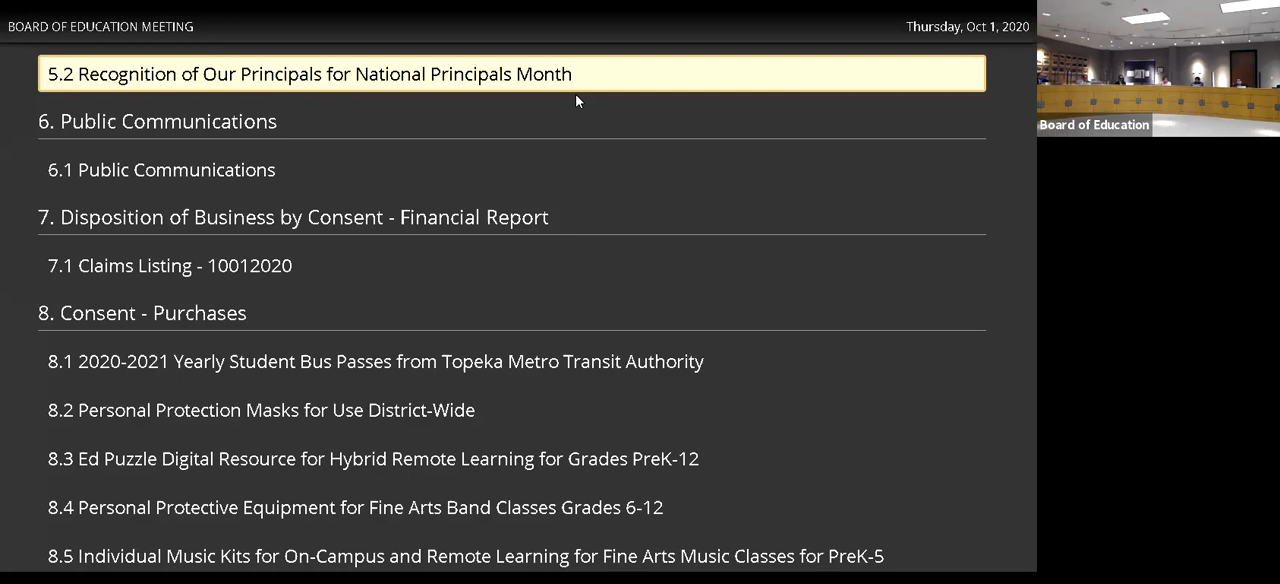 BOARD OF EDUCATION MEETING
Thursday, Oct 1, 2020
5.2 Recognition of Our Principals for National Principals Month
6. Public Communications
6.1 Public Communications
7. Disposition of Business by Consent - Financial Report
7.1 Claims Listing - 10012020
8. Consent - Purchases
8.1 2020-2021 Yearly Student Bus Passes from Topeka Metro Transit Authority
8.2 Personal Protection Masks for Use District-Wide
8.3 Ed Puzzle Digital Resource for Hybrid Remote Learning for Grades PreK-12
8.4 Personal Protective Equipment for Fine Arts Band Classes Grades 6-12
8.5 Individual Music Kits for On-Campus and Remote Learning for Fine Arts Music Classes for PreK-5
Board of Education